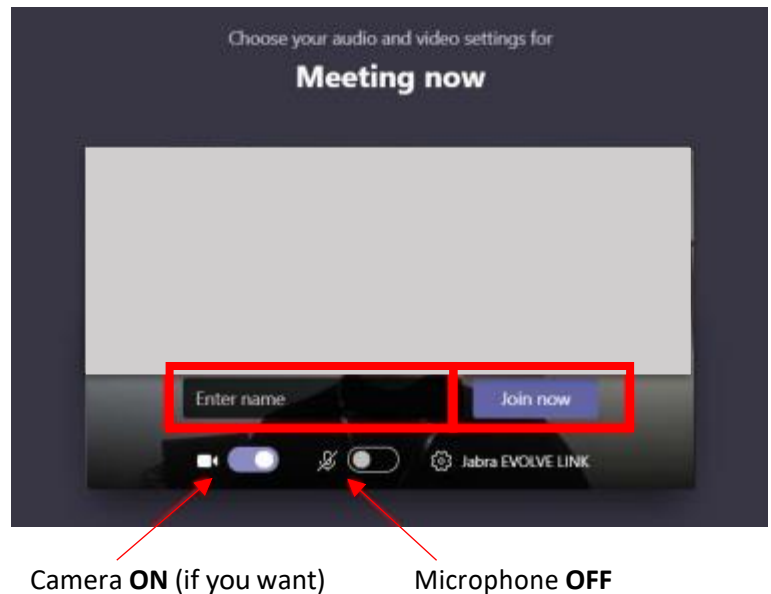 Choose your audio and video settings for
Meeting now
Enter name
Join now
Jabra EVOLVE LINK
Camera ON (if you want)
Microphone OFF